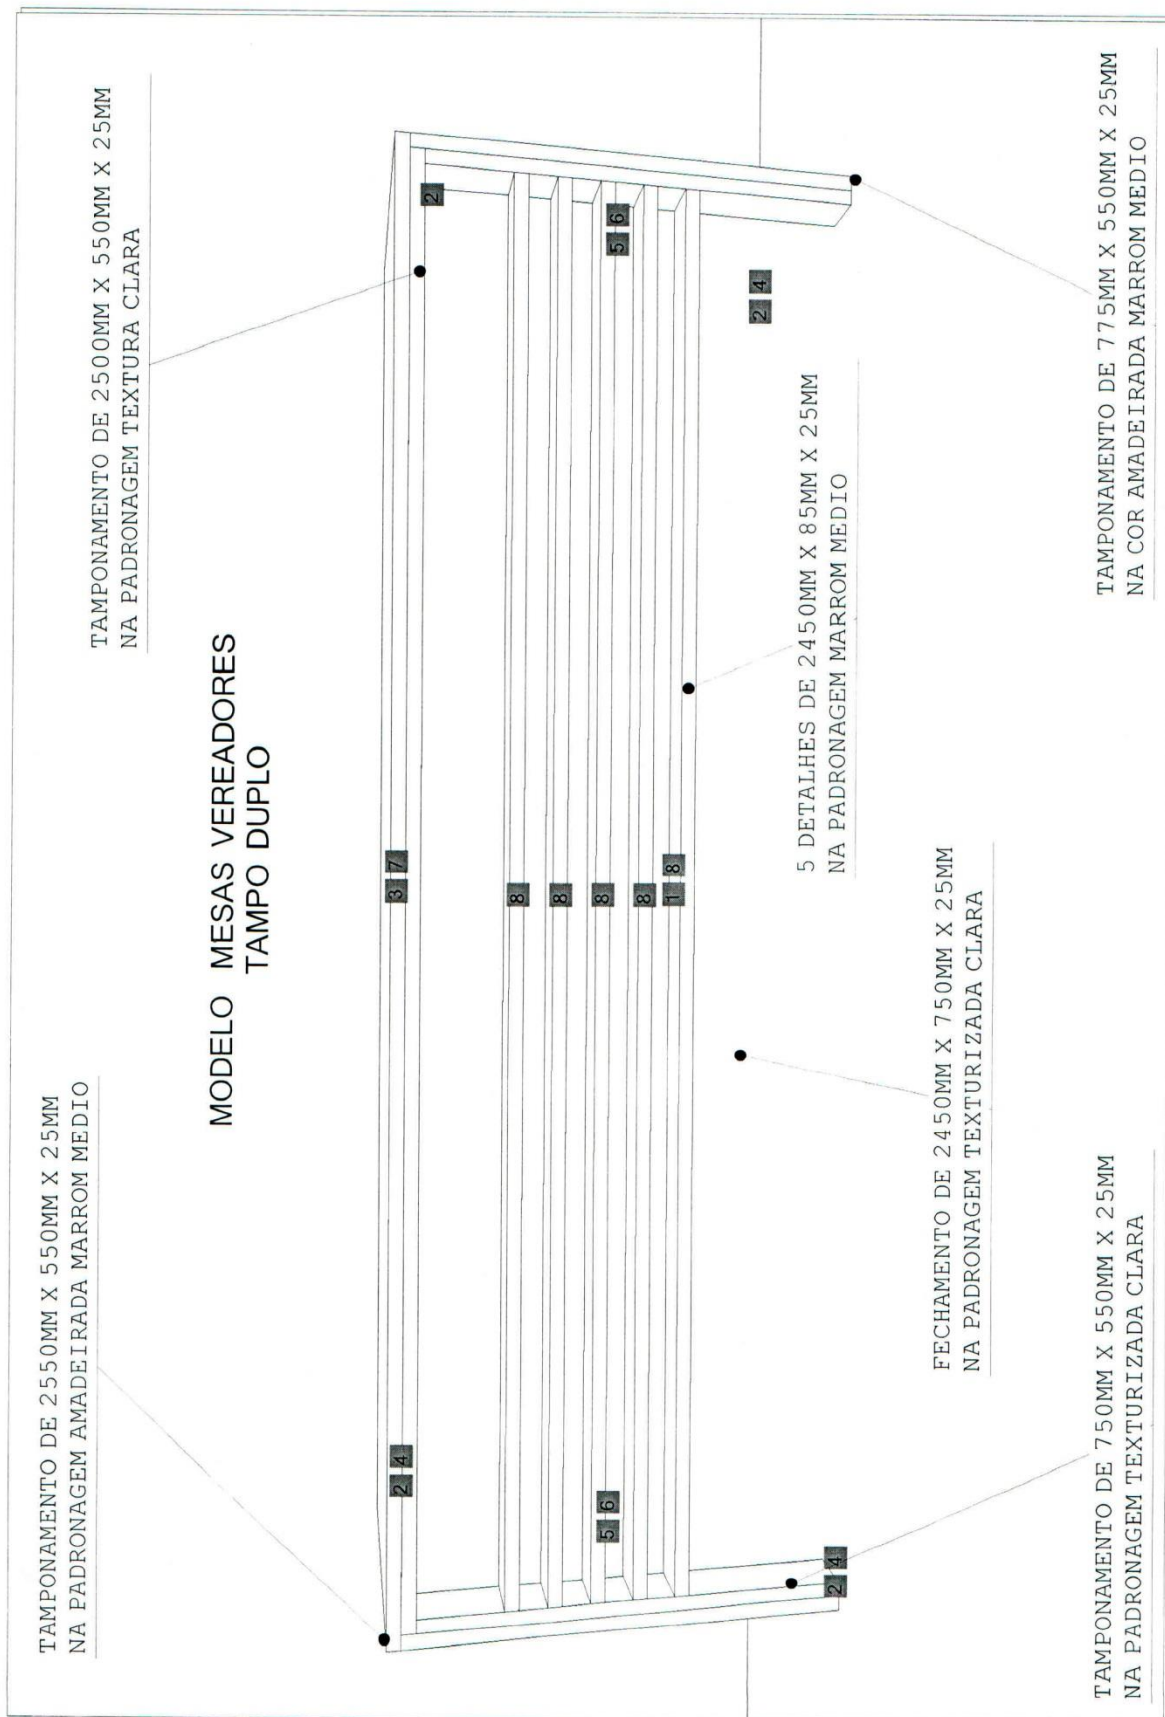 TAMPONAMENTO DE 2550MM X 550MM X 25MM
NA PADRONAGEM AMADEIRADA MARROM MEDIO
TAMPONAMENTO DE 2500MM X 550MM X 25MM
NA PADRONAGEM TEXTURA CLARA
MODELO MESAS VEREADORES
TAMPO DUPLO
2 4
3 7
2
8
8
5 6
8
5 6
8
1 8
2 4
2 4
5 DETALHES DE 2450MM X 85MM X 25MM
NA PADRONAGEM MARROM MEDIO
FECHAMENTO DE 2450MM X 750MM X 25MM
NA PADRONAGEM TEXTURIZADA CLARA
TAMPONAMENTO DE 750MM X 550MM X 25MM
NA PADRONAGEM TEXTURIZADA CLARA
TAMPONAMENTO DE 775MM X 550MM X 25MM
NA COR AMADEIRADA MARROM MEDIO